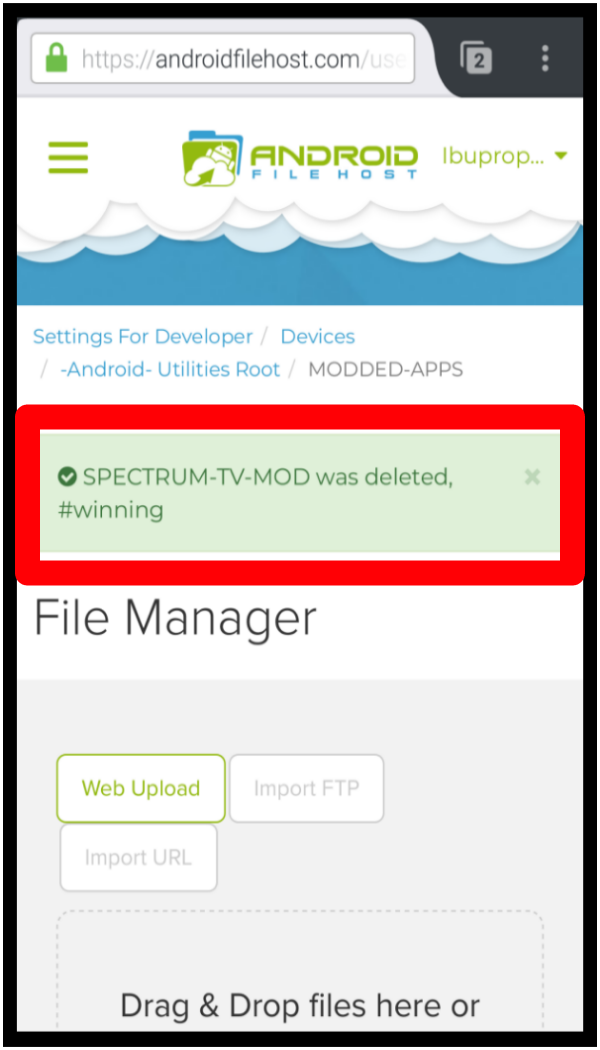 https://androidfilehost.com/use
2
ANDROID
FILE HOST
Ibuprop...
Settings For Developer / Devices
/ -Android- Utilities Root / MODDED-APPS
SPECTRUM-TV-MOD was deleted, ×
#winning
File Manager
Web Upload Import FTP
Import URL
Drag & Drop files here or